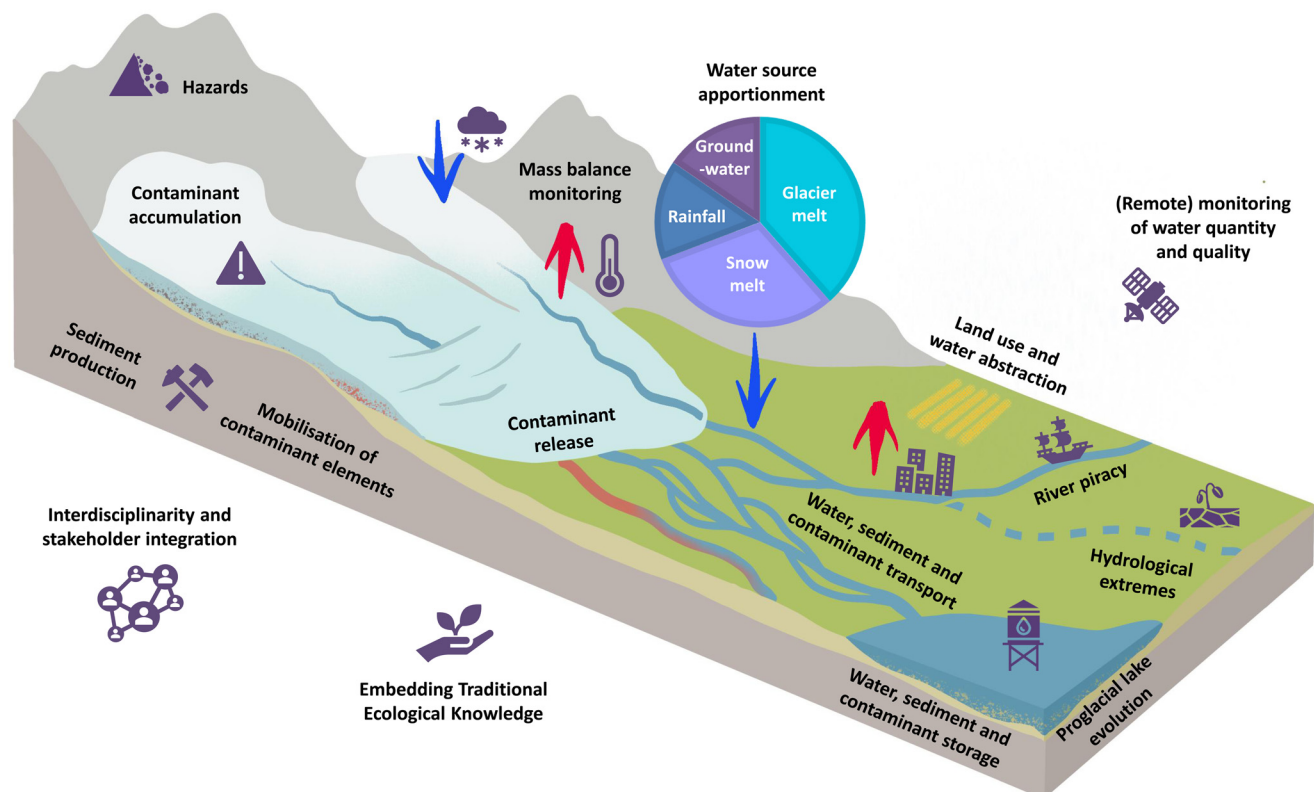 Water source
apportionment
Hazards
Ground
-water
Glacier
melt
Rainfall
Snow
melt
Mass balance
monitoring
Contaminant
accumulation
(Remote) monitoring
of water quantity
and quality
Land use and
water abstraction
Sediment
production
Mobilisation of
contaminant elements
Contaminant
release
River piracy
Water, sediment and
contaminant transport
Hydrological
extremes
Interdisciplinarity and
stakeholder integration
Embedding Traditional
Ecological Knowledge
Water, sediment and
contaminant storage
Proglacial lake
evolution